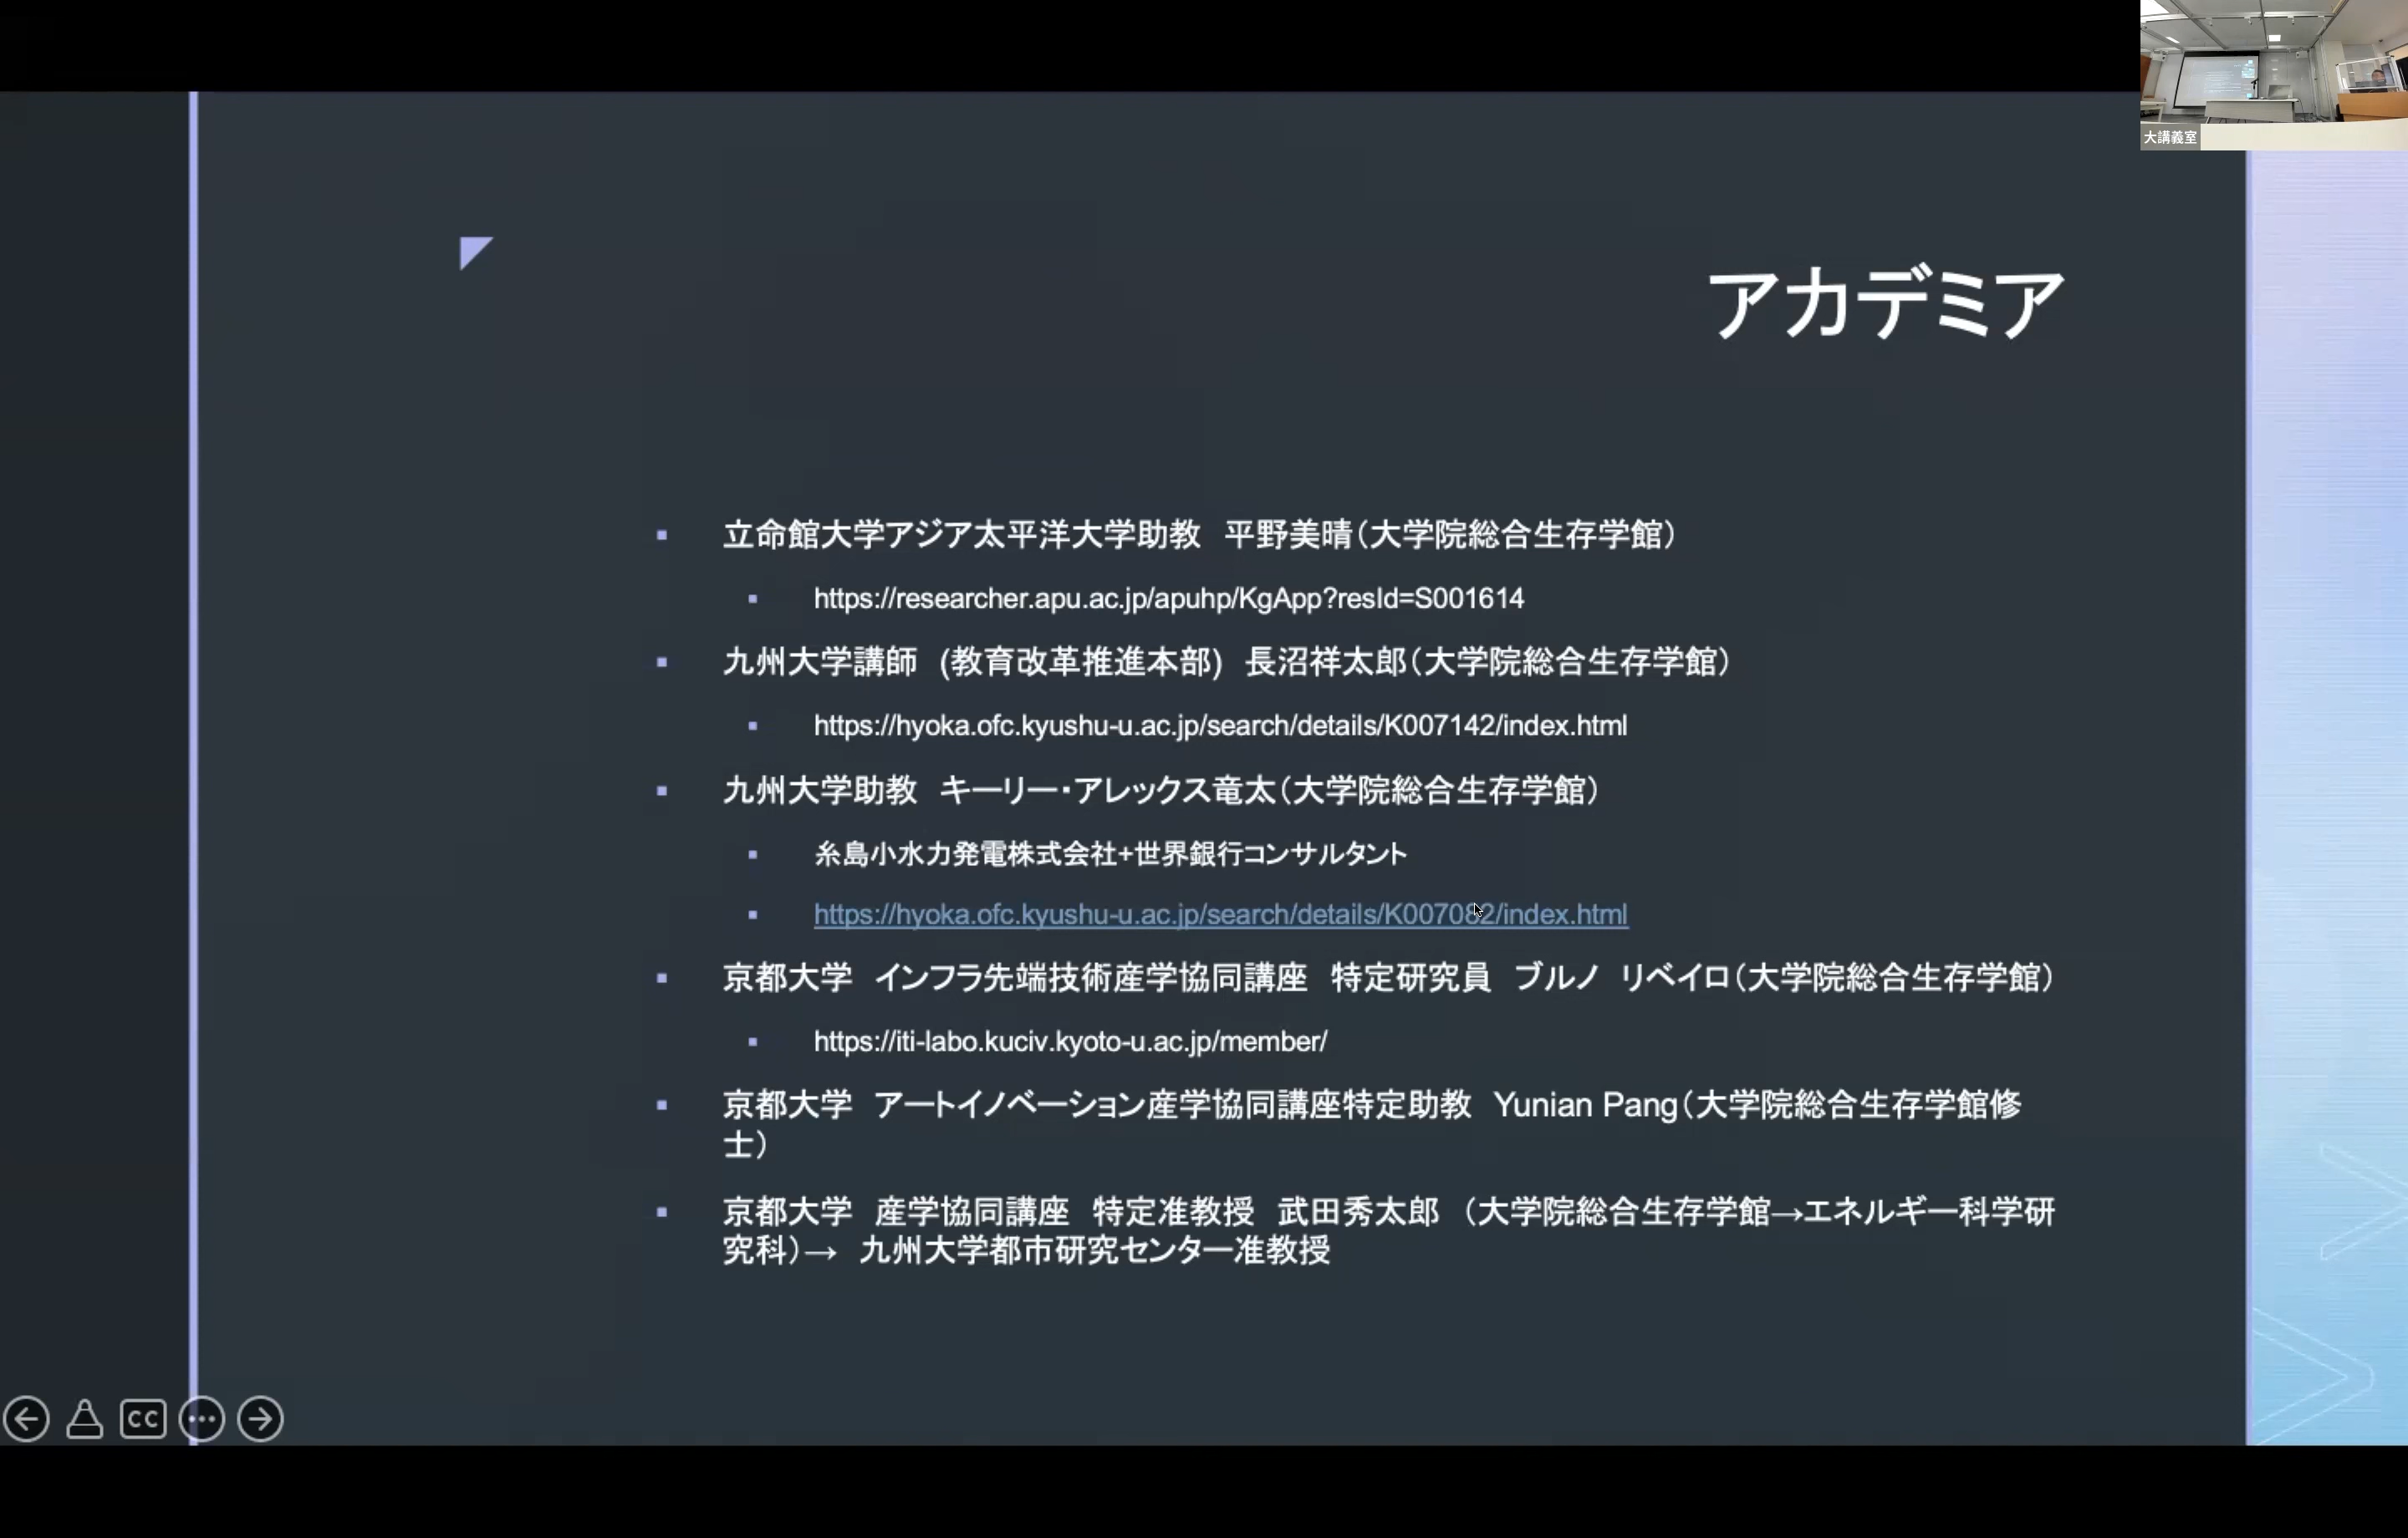 大講義室
アカデミア
立命館大学アジア太平洋大学助教　平野美晴（大学院総合生存学館）
https://researcher.apu.ac.jp/apuhp/KgApp?resId=S001614
九州大学講師　(教育改革推進本部)　長沼祥太郎（大学院総合生存学館）
https://hyoka.ofc.kyushu-u.ac.jp/search/details/K007142/index.html
九州大学助教　キーリー・アレックス竜太（大学院総合生存学館）
糸島小水力発電株式会社+世界銀行コンサルタント
https://hyoka.ofc.kyushu-u.ac.jp/search/details/K007082/index.html
京都大学　インフラ先端技術産学協同講座　特定研究員　ブルノ　リベイロ（大学院総合生存学館）
https://iti-labo.kuciv.kyoto-u.ac.jp/member/
京都大学　アートイノベーション産学協同講座特定助教　Yunian Pang（大学院総合生存学館修
士）
京都大学　産学協同講座　特定准教授　武田秀太郎　（大学院総合生存学館→エネルギー科学研
究科）→　九州大学都市研究センター准教授
CC